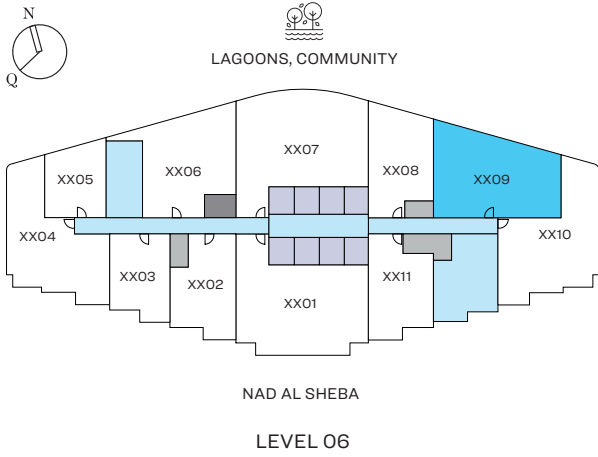 N
Q
LAGOONS, COMMUNITY
XX07
XX06
XX08
XX05
XX09
XX04
XX10
XX03
XX02
XX11
XX01
NAD AL SHEBA
LEVEL 06